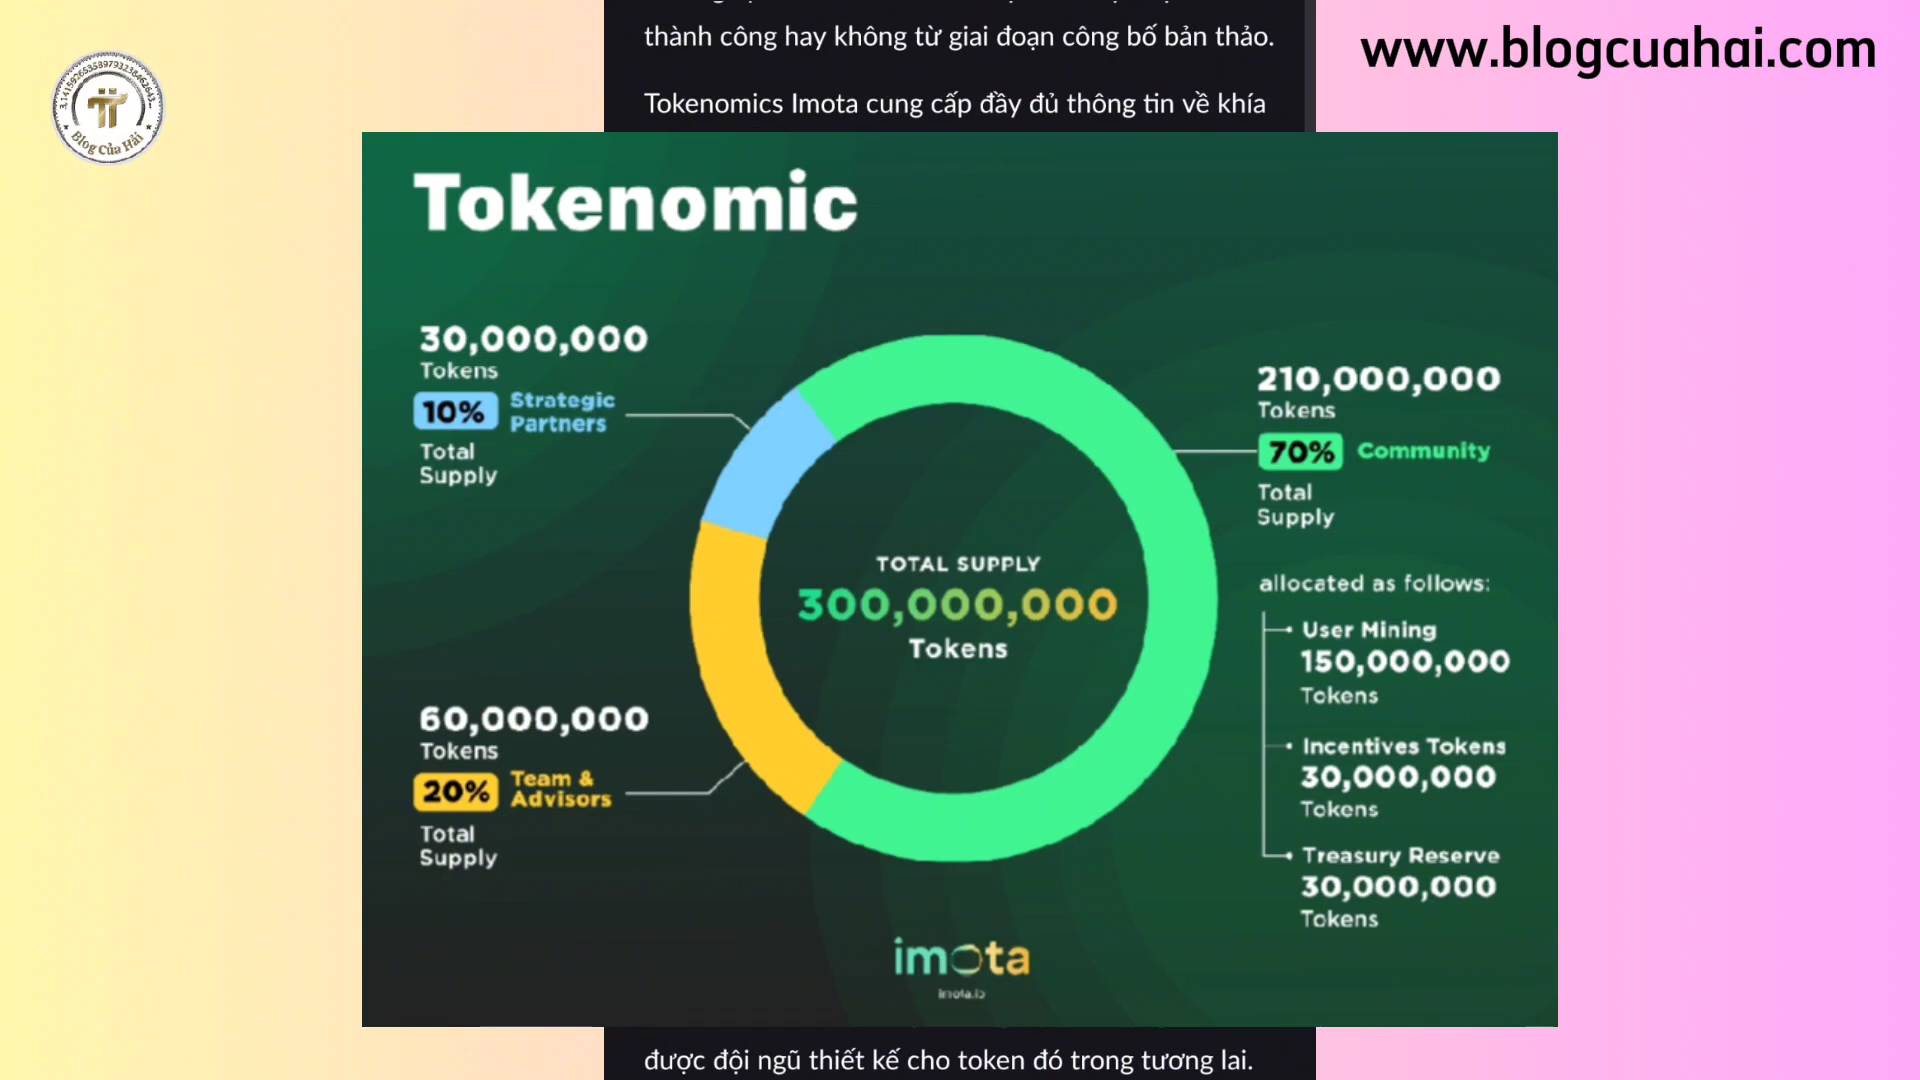 thành công hay không từ giai đoạn công bố bản thảo.
www.blogcuahai.com
Blog Của Hải
Tokenomics Imota cung cấp đầy đủ thông tin về khía
Tokenomic
30,000,000
Tokens
10% Strategic Partners
Total
Supply
60,000,000
Tokens
20% Team & Advisors
Total
Supply
TOTAL SUPPLY
300,000,000
Tokens
210,000,000
Tokens
70% Community
Total
Supply
allocated as follows:
User Mining
150,000,000
Tokens
Incentives Tokens
30,000,000
Tokens
Treasury Reserve
30,000,000
Tokens
imota
imota.io
được đội ngũ thiết kế cho token đó trong tương lai.